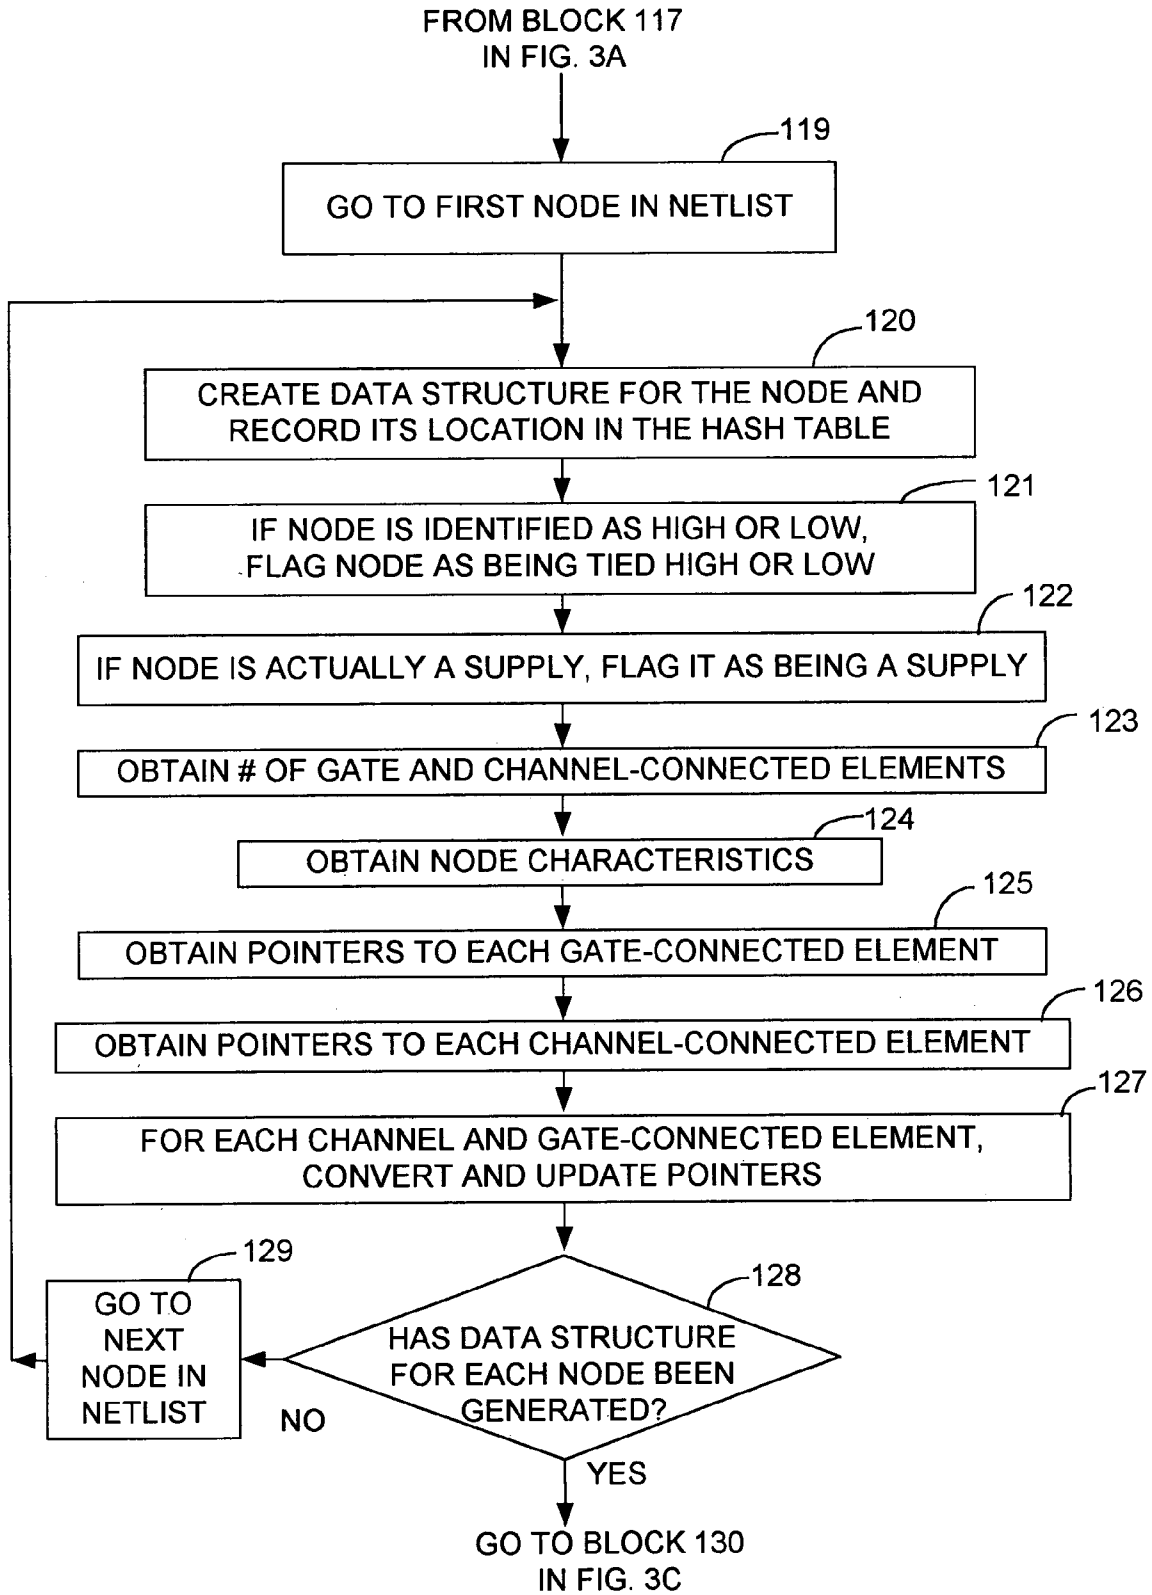 FROM BLOCK 117
IN FIG. 3A
119
GO TO FIRST NODE IN NETLIST
120
CREATE DATA STRUCTURE FOR THE NODE AND
RECORD ITS LOCATION IN THE HASH TABLE
121
IF NODE IS IDENTIFIED AS HIGH OR LOW,
FLAG NODE AS BEING TIED HIGH OR LOW
122
IF NODE IS ACTUALLY A SUPPLY, FLAG IT AS BEING A SUPPLY
123
OBTAIN # OF GATE AND CHANNEL-CONNECTED ELEMENTS
124
OBTAIN NODE CHARACTERISTICS
125
OBTAIN POINTERS TO EACH GATE-CONNECTED ELEMENT
126
OBTAIN POINTERS TO EACH CHANNEL-CONNECTED ELEMENT
127
FOR EACH CHANNEL AND GATE-CONNECTED ELEMENT,
CONVERT AND UPDATE POINTERS
128
HAS DATA STRUCTURE
FOR EACH NODE BEEN
GENERATED?
129
GO TO
NEXT
NODE IN
NETLIST
NO
YES
GO TO BLOCK 130
IN FIG. 3C